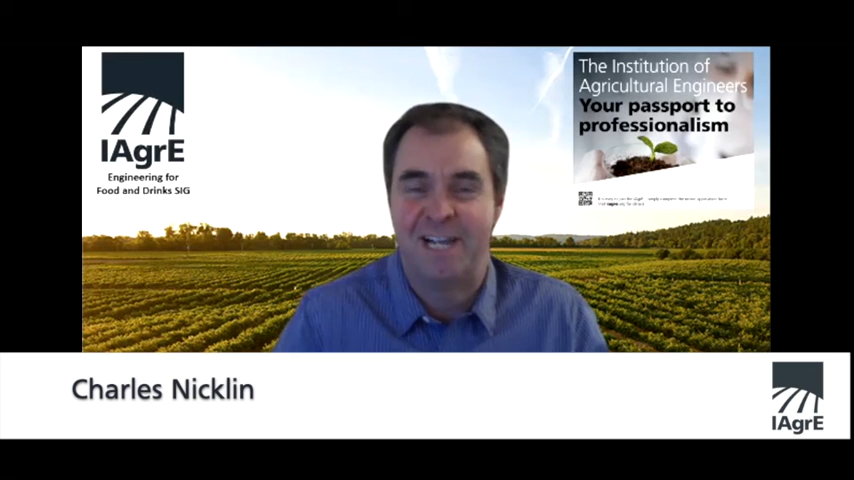 IAgrE
Engineering for
Food and Drinks SIG
The Institution of
Agricultural Engineers
Your passport to
professionalism
Charles Nicklin
IAgrE